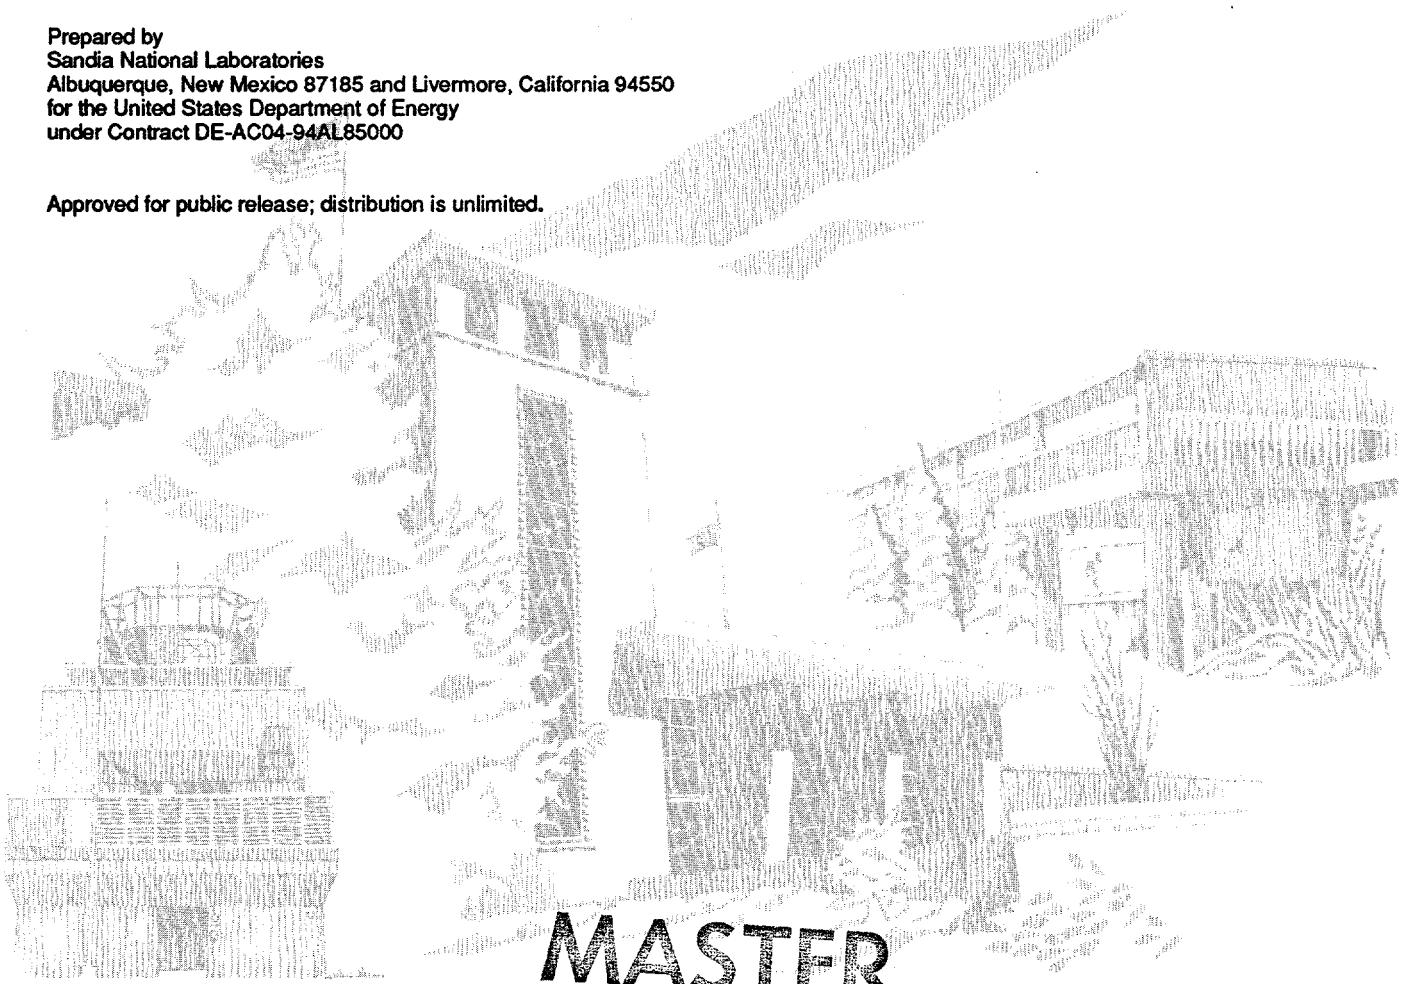 Prepared by
Sandia National Laboratories
Albuquerque, New Mexico 87185 and Livermore, California 94550
for the United States Department of Energy
under Contract DE-AC04-94AL85000
Approved for public release; distribution is unlimited.
MASTER